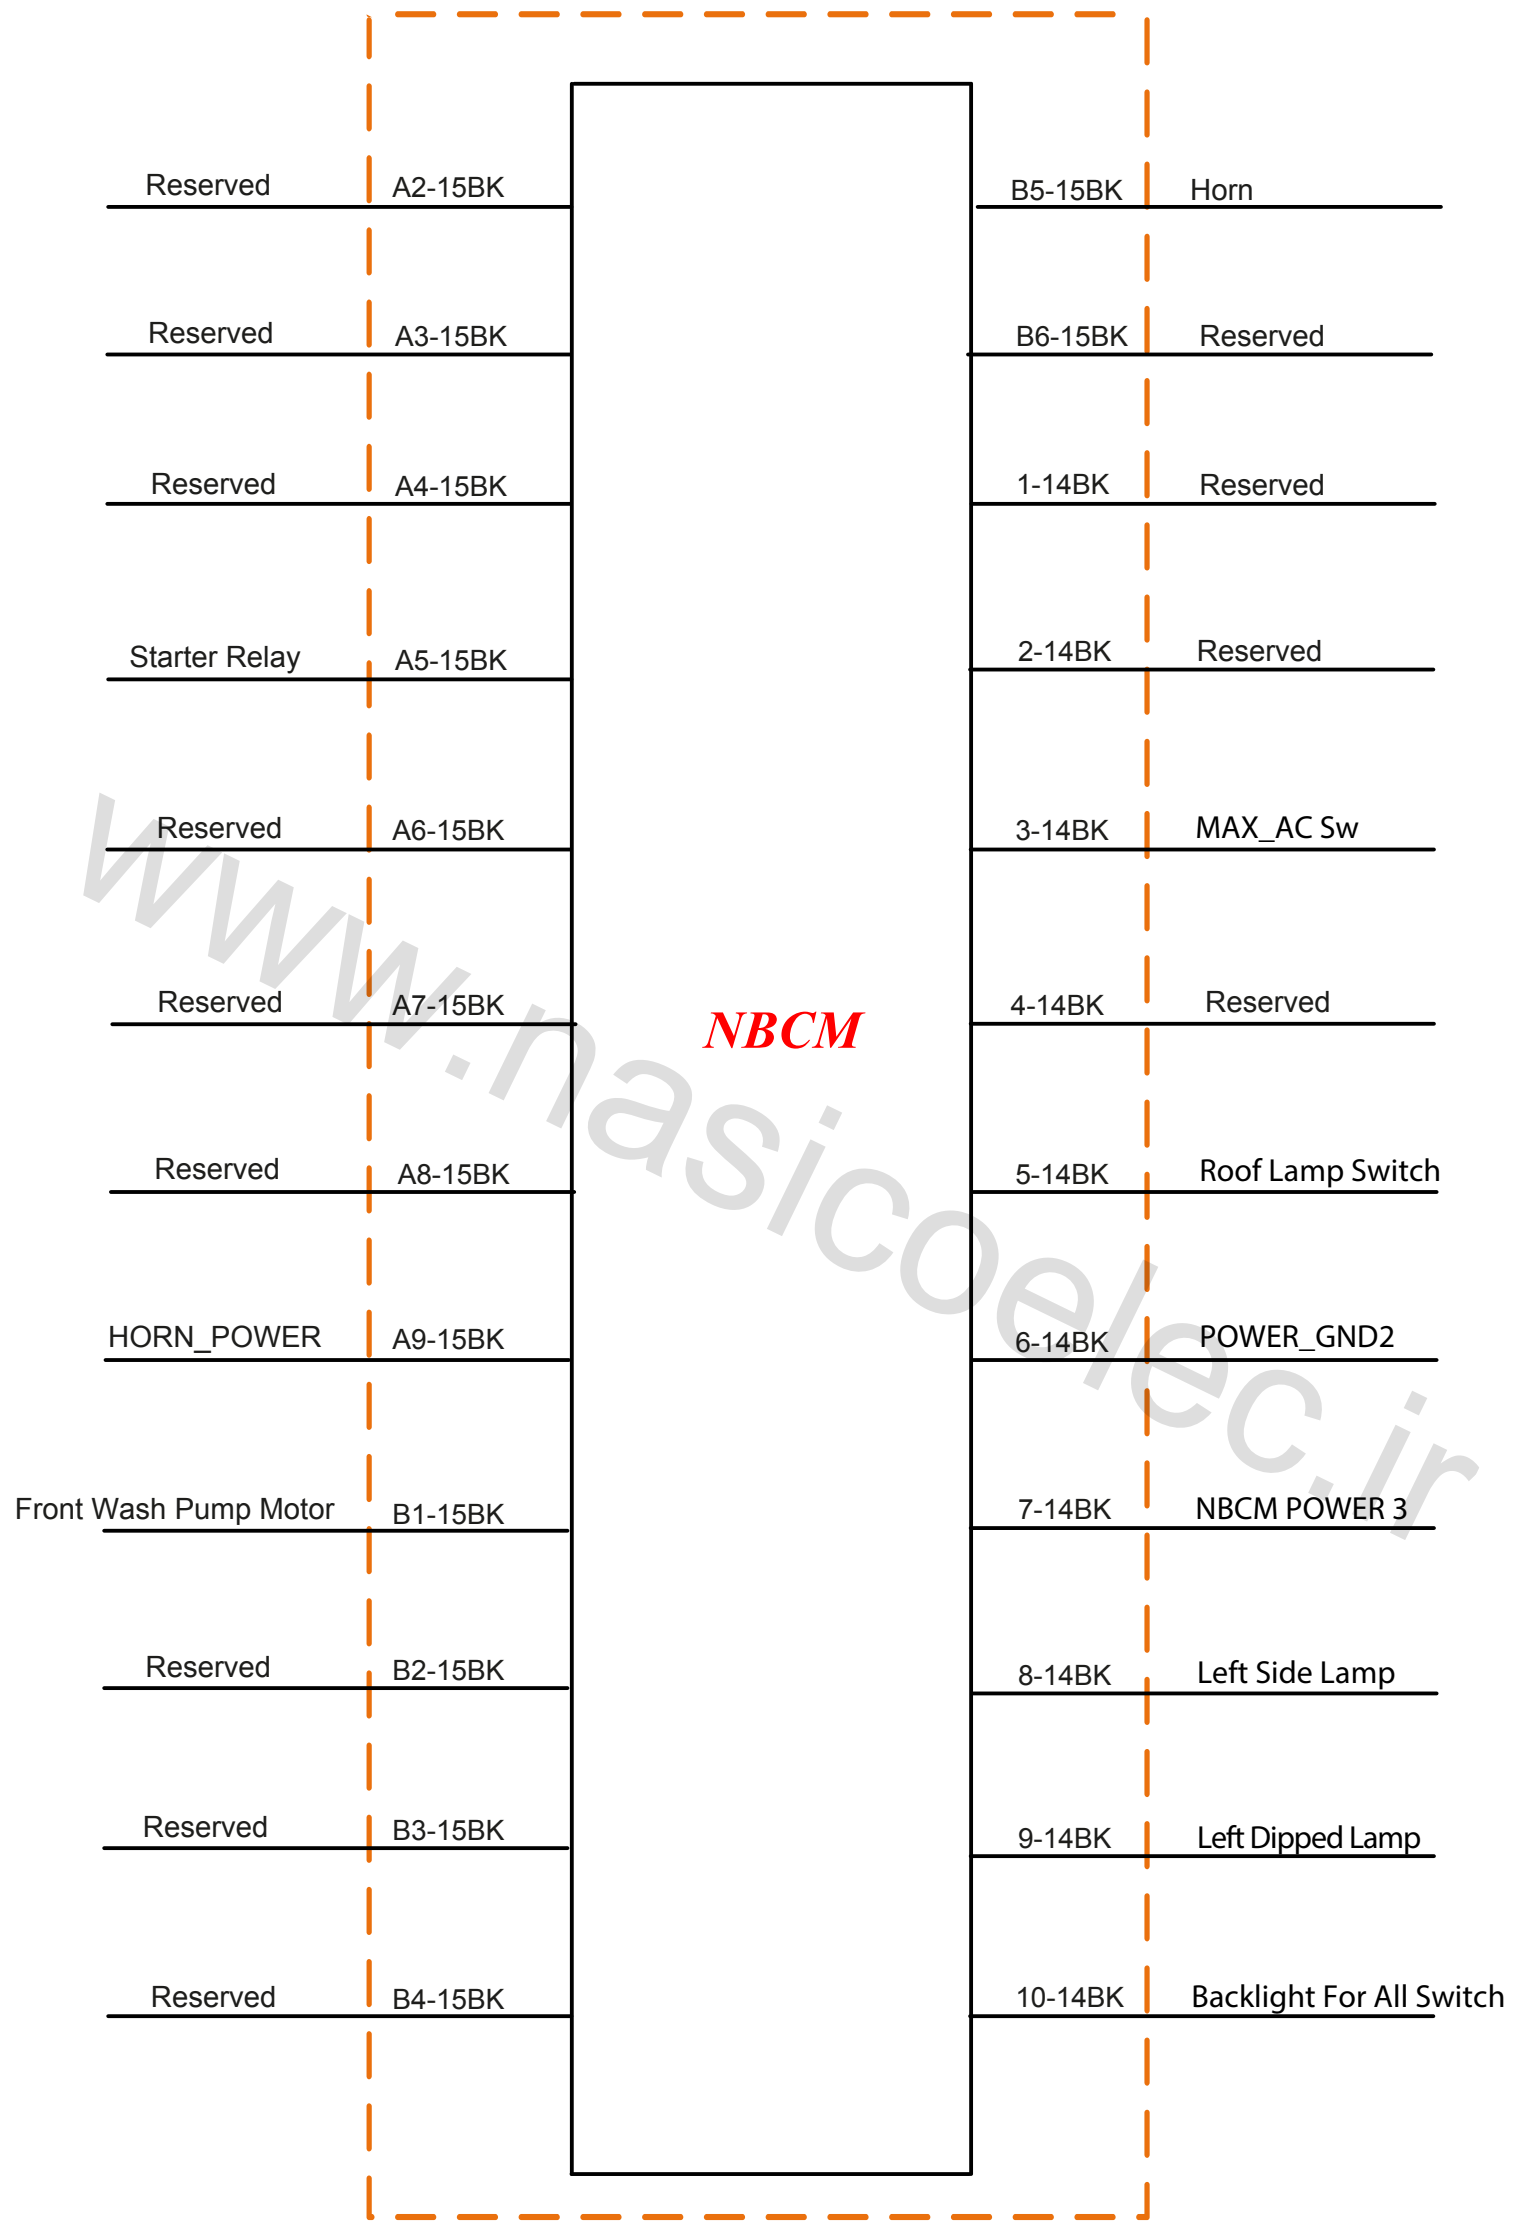 Reserved A2-15BK B5-15BK Horn
Reserved A3-15BK B6-15BK Reserved
Reserved A4-15BK 1-14BK Reserved
Starter Relay A5-15BK 2-14BK Reserved
Reserved A6-15BK 3-14BK MAX_AC Sw
Reserved A7-15BK NBCM 4-14BK Reserved
Reserved A8-15BK 5-14BK Roof Lamp Switch
HORN_POWER A9-15BK 6-14BK POWER_GND2
Front Wash Pump Motor B1-15BK 7-14BK NBCM POWER 3
Reserved B2-15BK 8-14BK Left Side Lamp
Reserved B3-15BK 9-14BK Left Dipped Lamp
Reserved B4-15BK 10-14BK Backlight For All Switch
www.nasicoelec.ir